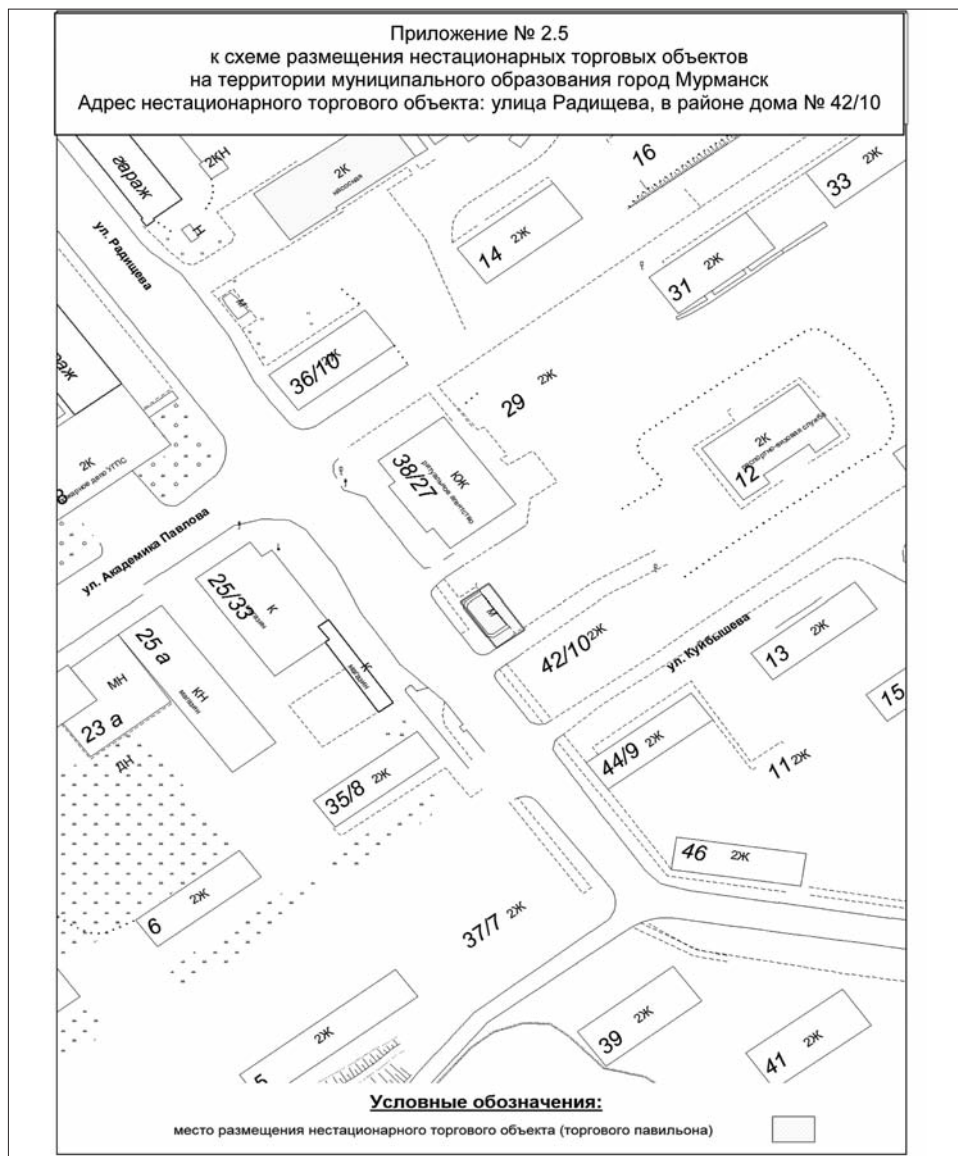 Приложение № 2.5
к схеме размещения нестационарных торговых объектов
на территории муниципального образования город Мурманск
Адрес нестационарного торгового объекта: улица Радищева, в районе дома № 42/10
гараж
2КН
2К
насосная
16
33
2Ж
Н
ул. Радищева
14
2Ж
31
2Ж
М
36/10
29
2Ж
2К
12
38/27
ЮК
ритуальное агентство
ул. Академика Павлова
25/33
К
М
42/10
2Ж
ул. Куйбышева
13
2Ж
15
25 а
КН
магазин
К
магазин
МН
23 а
ДН
35/8
2Ж
44/9
2Ж
11
2Ж
46
2Ж
6
2Ж
37/7
2Ж
2Ж
39
2Ж
41
2Ж
Условные обозначения:
место размещения нестационарного торгового объекта (торгового павильона)